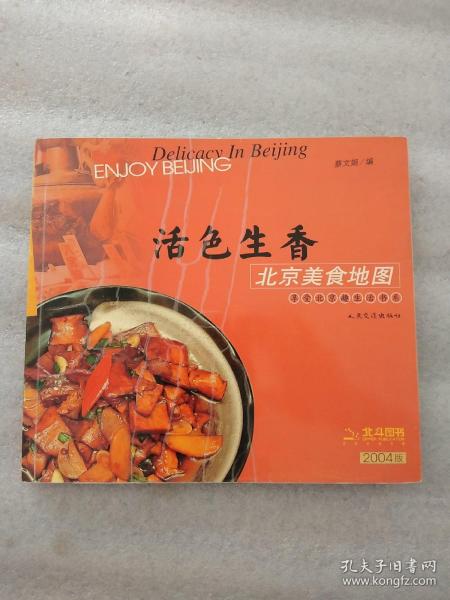 Delicacy In Beijing
ENJOY BEIJING
蔡文姬/编
活色生香
北京美食地图
享受北京趣生活书系
人民交通出版社
北斗图书
2004版
孔夫子旧书网
www.kongfz.com